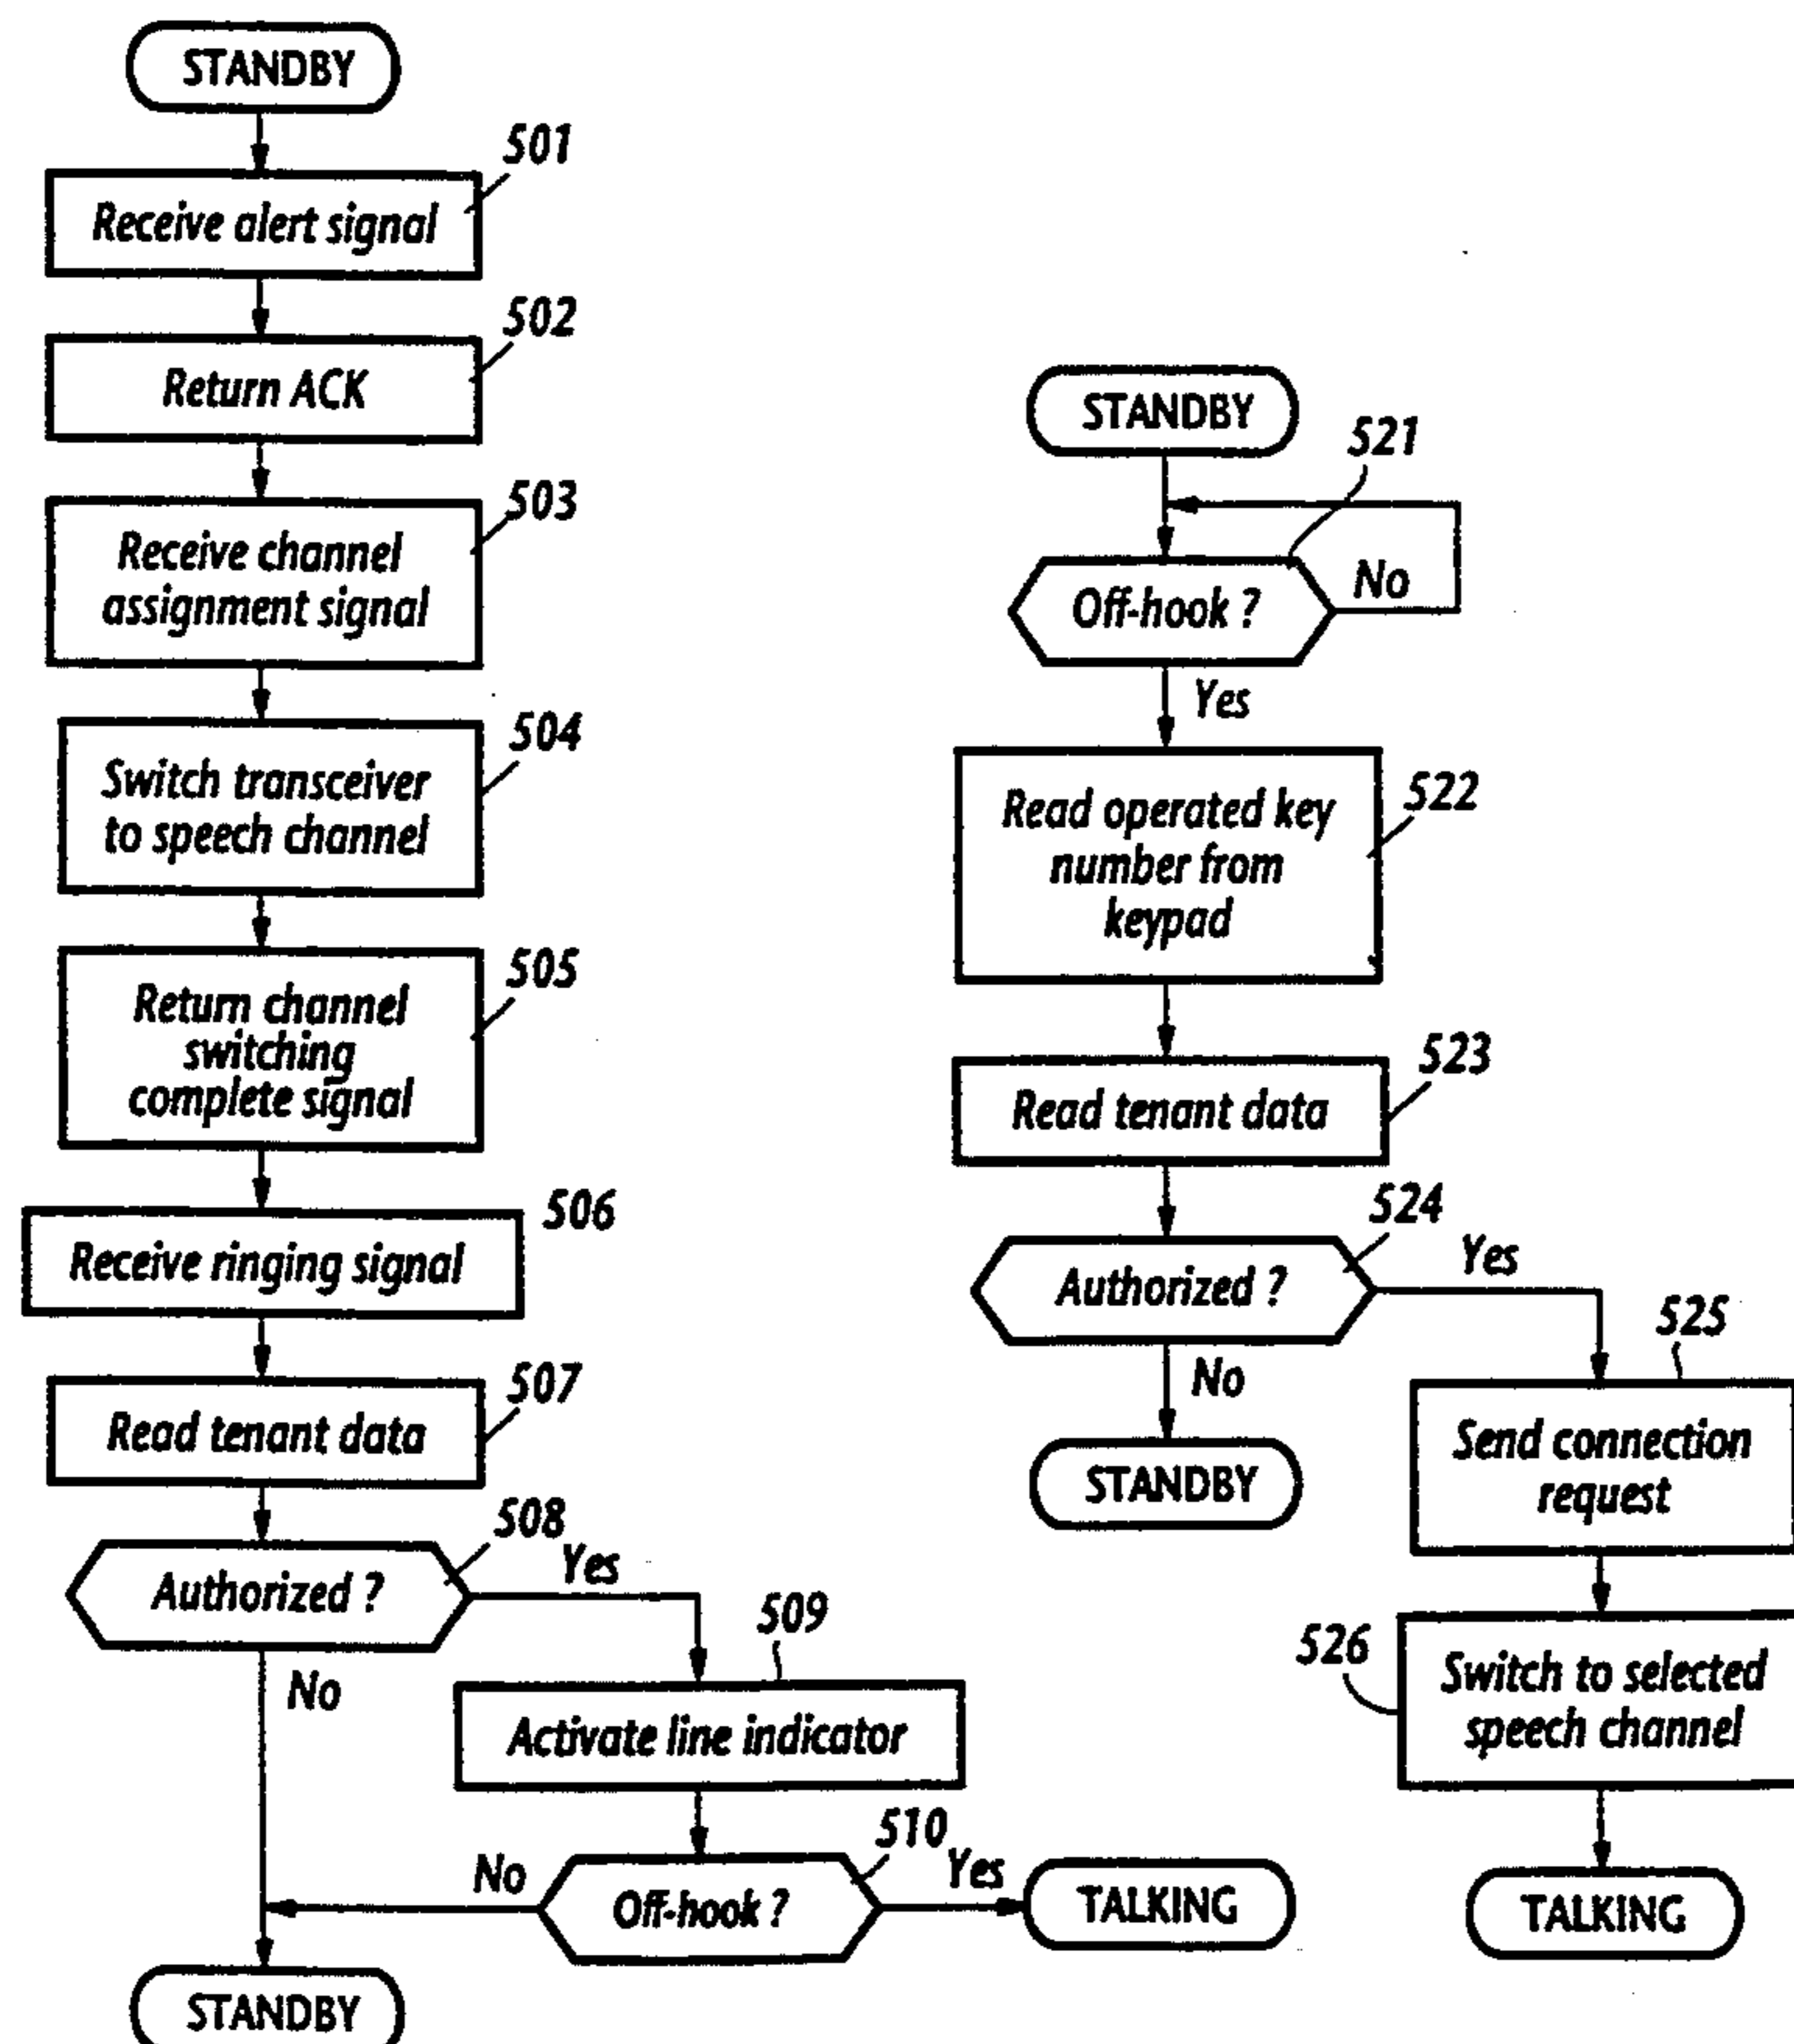 STANDBY
501
Receive alert signal
502
Return ACK
503
Receive channel
assignment signal
504
Switch transceiver
to speech channel
505
Return channel
switching
complete signal
506
Receive ringing signal
507
Read tenant data
508
Authorized ?
Yes
No
509
Activate line indicator
510
Off-hook ?
No
Yes
TALKING
STANDBY
STANDBY
521
Off-hook ?
No
Yes
522
Read operated key
number from
keypad
523
Read tenant data
524
Authorized ?
Yes
No
STANDBY
525
Send connection
request
526
Switch to selected
speech channel
TALKING